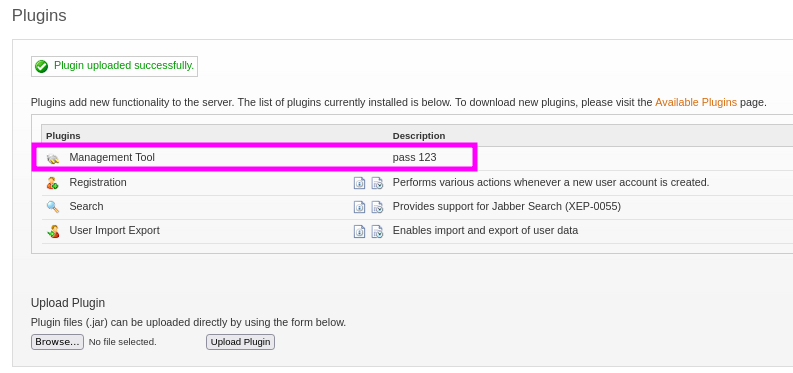 Plugins
Plugin uploaded successfully.
Plugins add new functionality to the server. The list of plugins currently installed is below. To download new plugins, please visit the Available Plugins page.
Plugins Description
Management Tool pass 123
Registration Performs various actions whenever a new user account is created.
Search Provides support for Jabber Search (XEP-0055)
User Import Export Enables import and export of user data
Upload Plugin
Plugin files (.jar) can be uploaded directly by using the form below.
Browse... No file selected. Upload Plugin